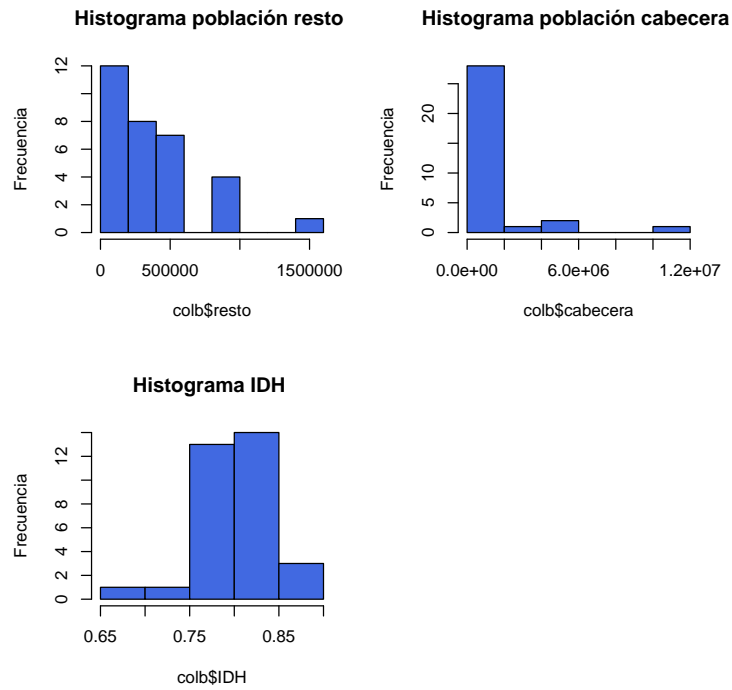 Histograma población resto
Frecuencia
0 2 4 6 8 12
0 500000 1500000
colb$resto
Histograma población cabecera
Frecuencia
0 5 10 20
0.0e+00 6.0e+06 1.2e+07
colb$cabecera
Histograma IDH
Frecuencia
0 2 4 6 8 12
0.65 0.75 0.85
colb$IDH